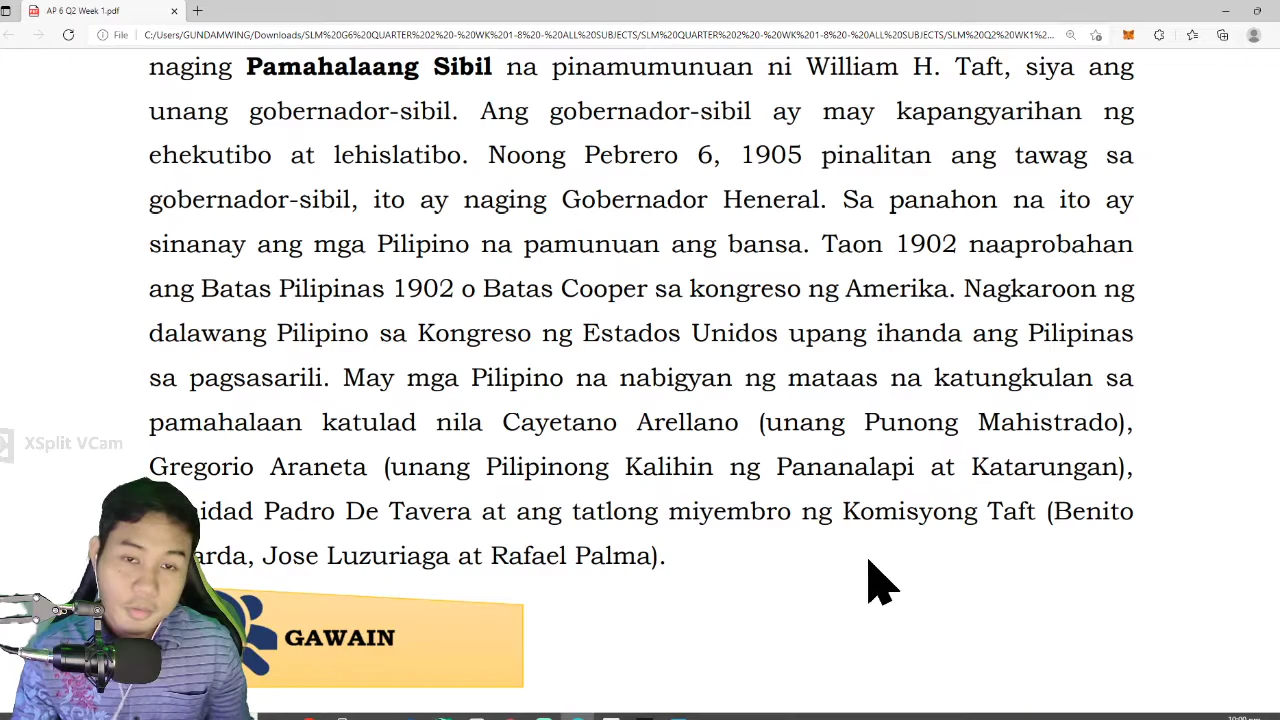 AP 6 Q2 Week 1.pdf
File
C:/Users/GUNDAMWING/Downloads/SLM%20G6%20QUARTER%202%20-%20WK%201-8%20-%20ALL%20SUBJECTS/SLM%20QUARTER%202%20-%20WK%201-8%20-%20ALL%20SUBJECTS/SLM%20Q2%20WK1%2...
naging Pamahalaang Sibil na pinamumunuan ni William H. Taft, siya ang
unang gobernador-sibil. Ang gobernador-sibil ay may kapangyarihan ng
ehekutibo at lehislatibo. Noong Pebrero 6, 1905 pinalitan ang tawag sa
gobernador-sibil, ito ay naging Gobernador Heneral. Sa panahon na ito ay
sinanay ang mga Pilipino na pamunuan ang bansa. Taon 1902 naaprobahan
ang Batas Pilipinas 1902 o Batas Cooper sa kongreso ng Amerika. Nagkaroon ng
dalawang Pilipino sa Kongreso ng Estados Unidos upang ihanda ang Pilipinas
sa pagsasarili. May mga Pilipino na nabigyan ng mataas na katungkulan sa
pamahalaan katulad nila Cayetano Arellano (unang Punong Mahistrado),
XSplit VCam
Gregorio Araneta (unang Pilipinong Kalihin ng Pananalapi at Katarungan),
Padro De Tavera at ang tatlong miyembro ng Komisyong Taft (Benito
Jose Luzuriaga at Rafael Palma).
GAWAIN